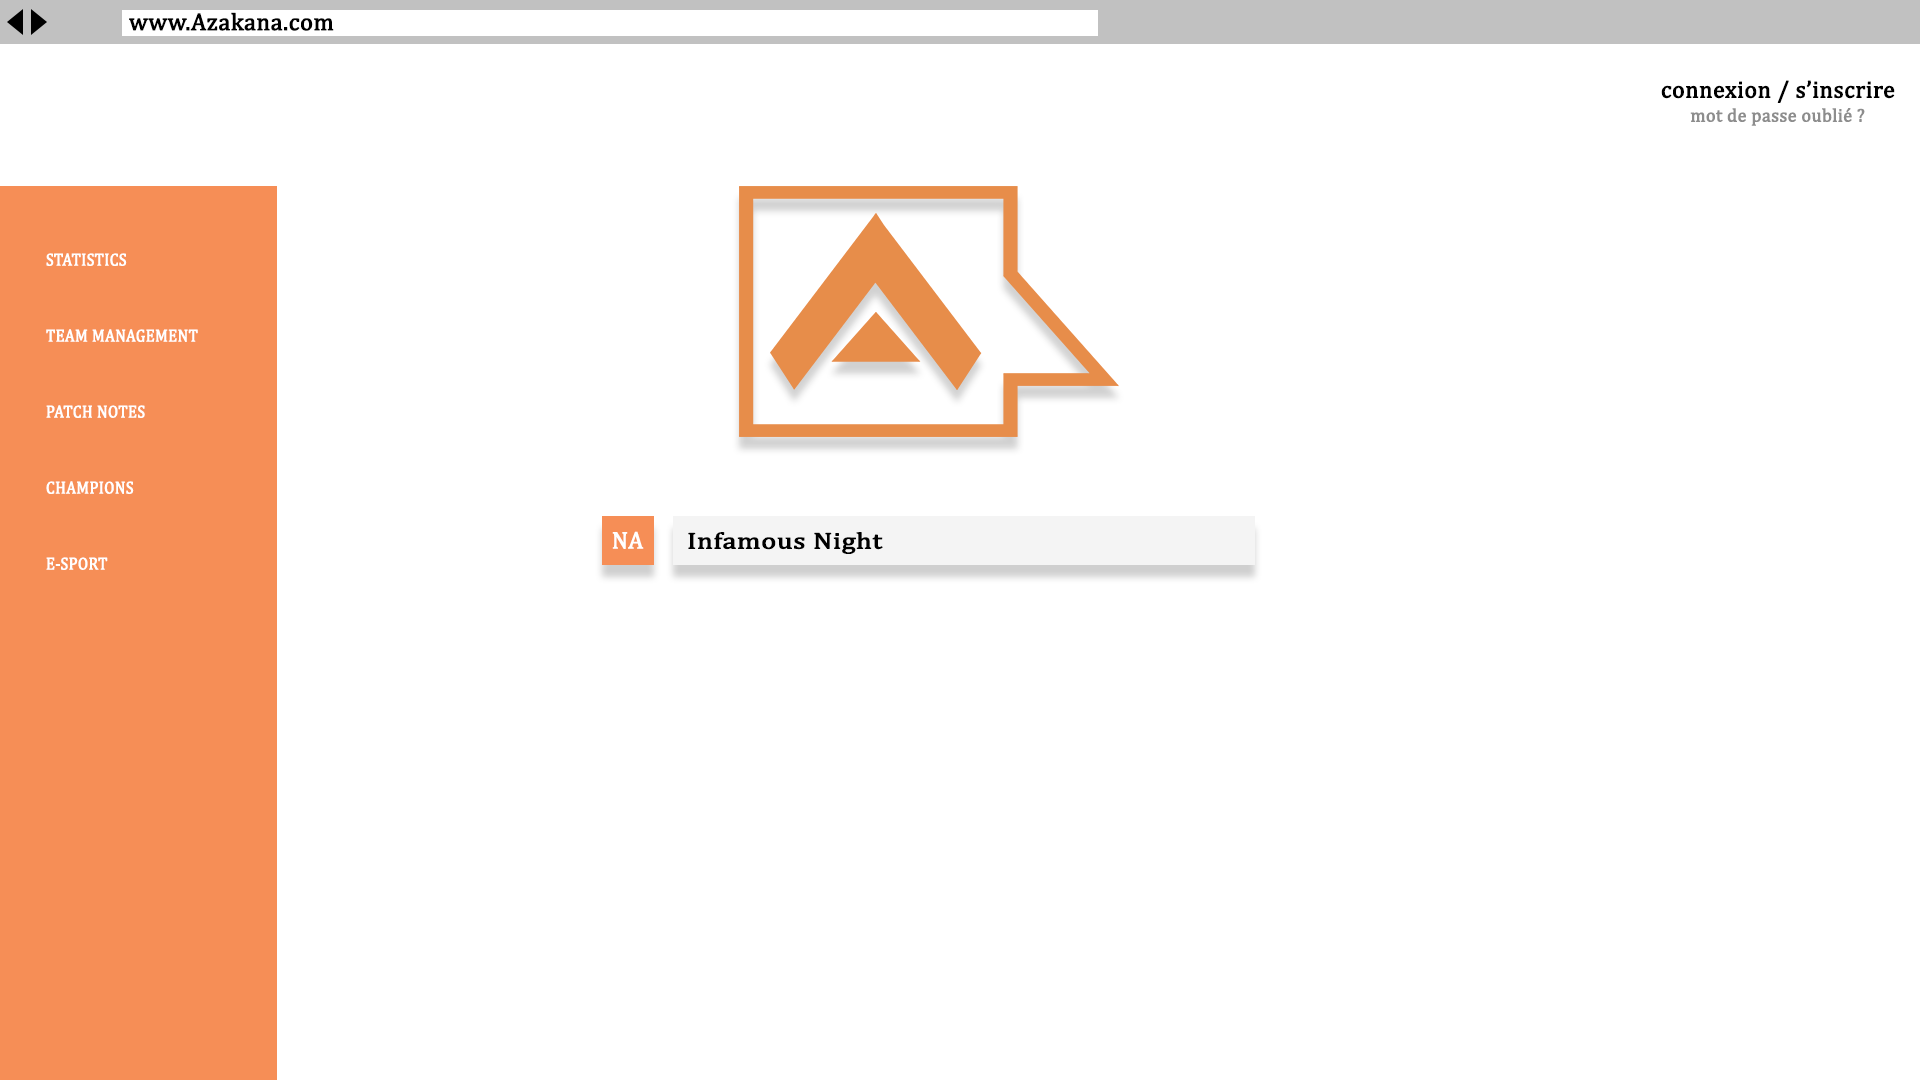 www.Azakana.com
connexion / s’inscrire
mot de passe oublié ?
STATISTICS
TEAM MANAGEMENT
PATCH NOTES
CHAMPIONS
E-SPORT
NA
Infamous Night